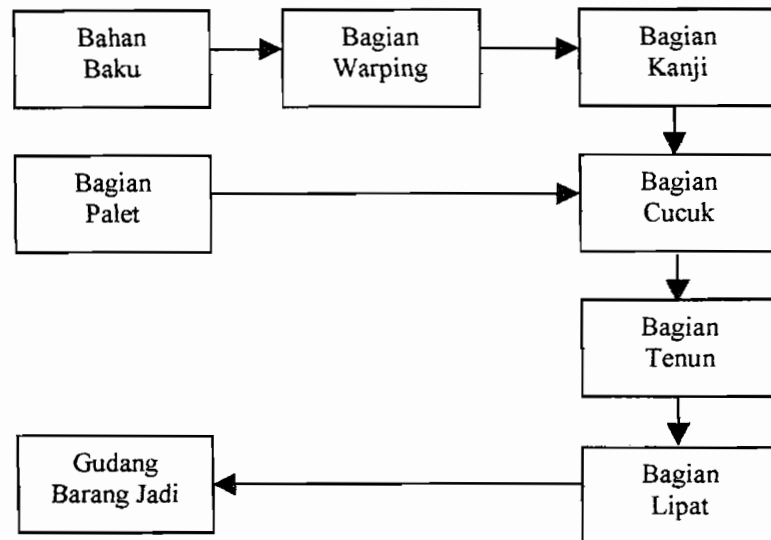 Bahan
Baku
Bagian
Warping
Bagian
Kanji
Bagian
Palet
Bagian
Cucuk
Bagian
Tenun
Gudang
Barang Jadi
Bagian
Lipat